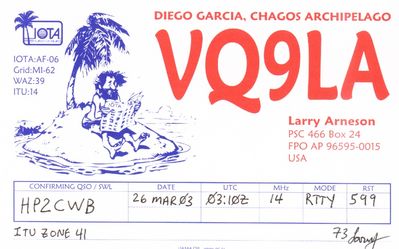 DIEGO GARCIA, CHAGOS ARCHIPELAGO
IOTA
VQ9LA
IOTA:AF-06
Grid:MI-62
WAZ:39
ITU:14
Larry Arneson
PSC 466 Box 24
FPO AP 96595-0015
USA
CONFIRMING QSO / SWL DATE UTC MHz MODE RST
HP2CWB 26 MAR 03 03:10Z 14 RTTY 599
ITU ZONE 41 73